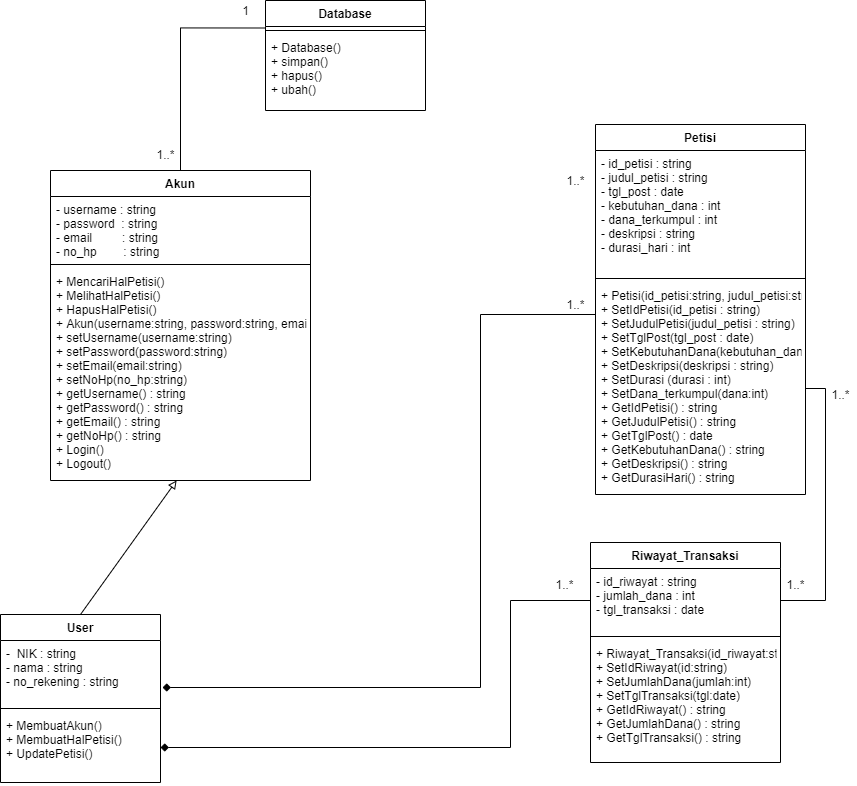 Database
+ Database()
+ simpan()
+ hapus()
+ ubah()
1
1..*
Akun
- username : string
- password : string
- email : string
- no_hp : string
+ MencariHalPetisi()
+ MelihatHalPetisi()
+ HapusHalPetisi()
+ Akun(username:string, password:string, emai
+ setUsername(username:string)
+ setPassword(password:string)
+ setEmail(email:string)
+ setNoHp(no_hp:string)
+ getUsername() : string
+ getPassword() : string
+ getEmail() : string
+ getNoHp() : string
+ Login()
+ Logout()
User
- NIK : string
- nama : string
- no_rekening : string
+ MembuatAkun()
+ MembuatHalPetisi()
+ UpdatePetisi()
1..*
1..*
Petisi
- id_petisi : string
- judul_petisi : string
- tgl_post : date
- kebutuhan_dana : int
- dana_terkumpul : int
- deskripsi : string
- durasi_hari : int
+ Petisi(id_petisi:string, judul_petisi:st
+ SetIdPetisi(id_petisi : string)
+ SetJudulPetisi(judul_petisi : string)
+ SetTglPost(tgl_post : date)
+ SetKebutuhanDana(kebutuhan_dan
+ SetDeskripsi(deskripsi : string)
+ SetDurasi (durasi : int)
+ SetDana_terkumpul(dana:int)
+ GetIdPetisi() : string
+ GetJudulPetisi() : string
+ GetTglPost() : date
+ GetKebutuhanDana() : string
+ GetDeskripsi() : string
+ GetDurasiHari() : string
1..*
1..*
1..*
Riwayat_Transaksi
- id_riwayat : string
- jumlah_dana : int
- tgl_transaksi : date
+ Riwayat_Transaksi(id_riwayat:st
+ SetIdRiwayat(id:string)
+ SetJumlahDana(jumlah:int)
+ SetTglTransaksi(tgl:date)
+ GetIdRiwayat() : string
+ GetJumlahDana() : string
+ GetTglTransaksi() : string